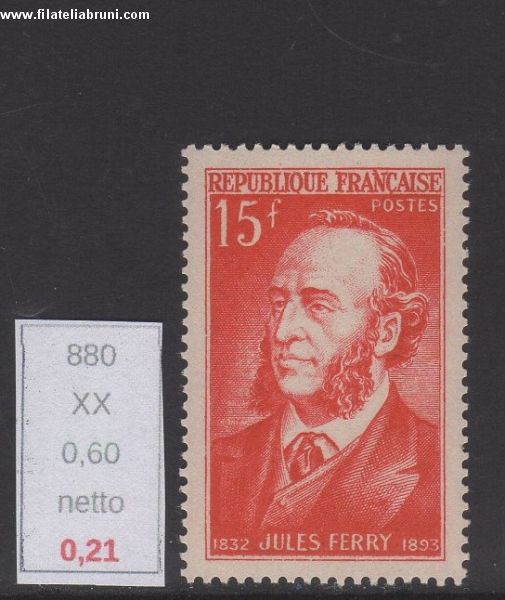 www.filateliabruni.com
REPUBLIQUE FRANÇAISE
15f
POSTES
1832 JULES FERRY 1893
880
XX
0,60
netto
0,21